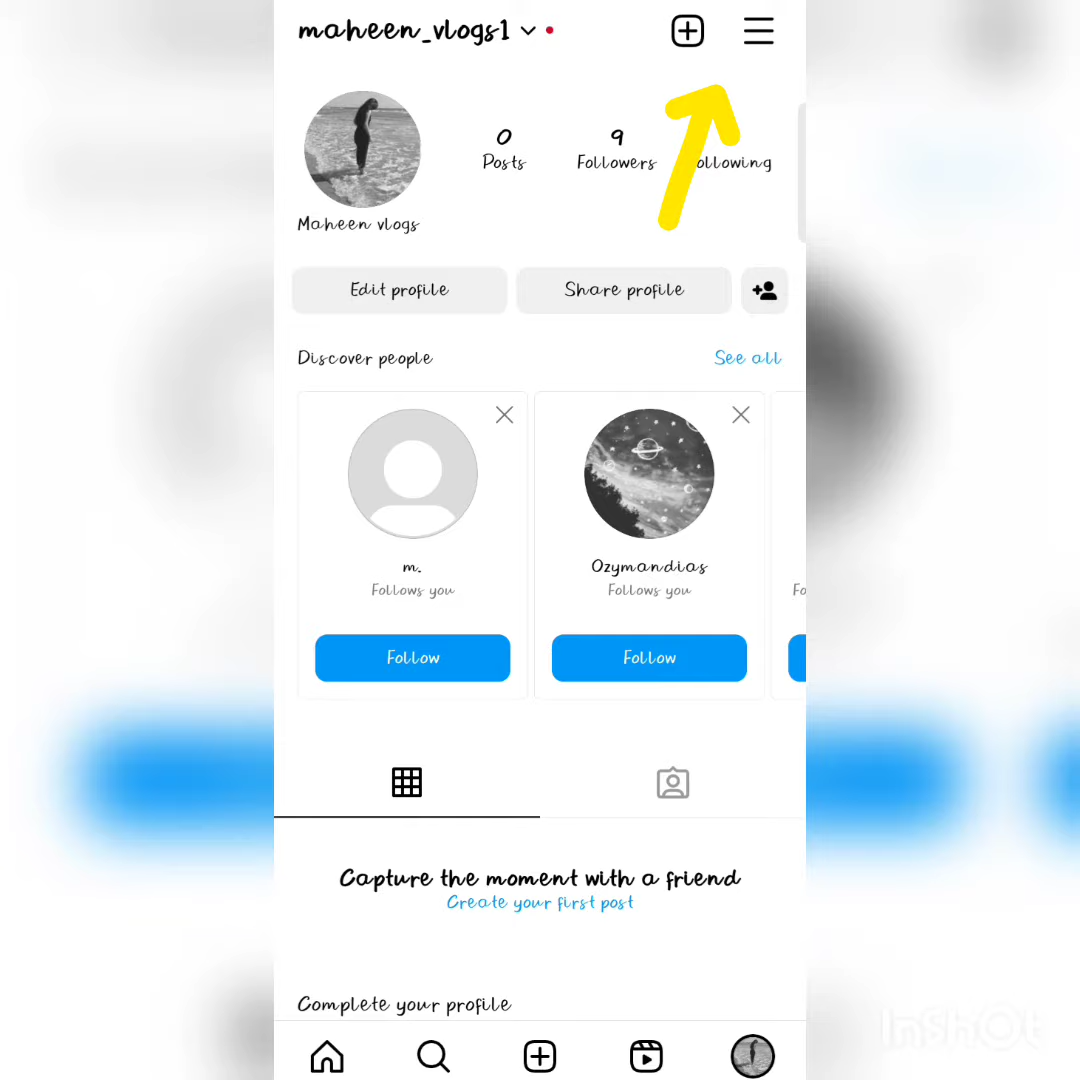 maheen_vlogs1
0 9
Posts Followers ollowing
Maheen vlogs
Edit profile Share profile
Discover people See all
m. Ozymandias
Follows you Follows you Fo
Follow Follow
Capture the moment with a friend
Create your first post
Complete your profile
InShOt